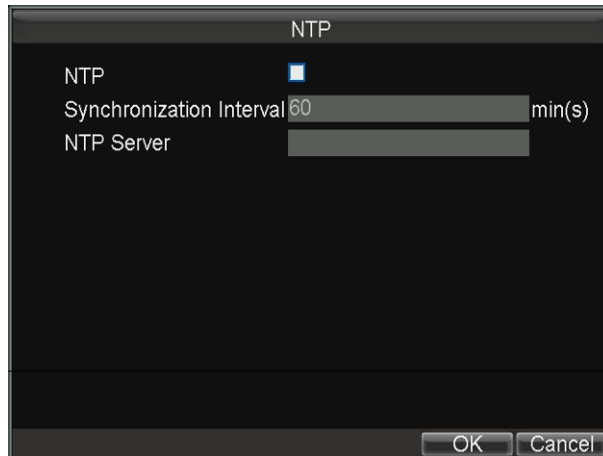 NTP
NTP
Synchronization Interval 60 min(s)
NTP Server
OK Cancel